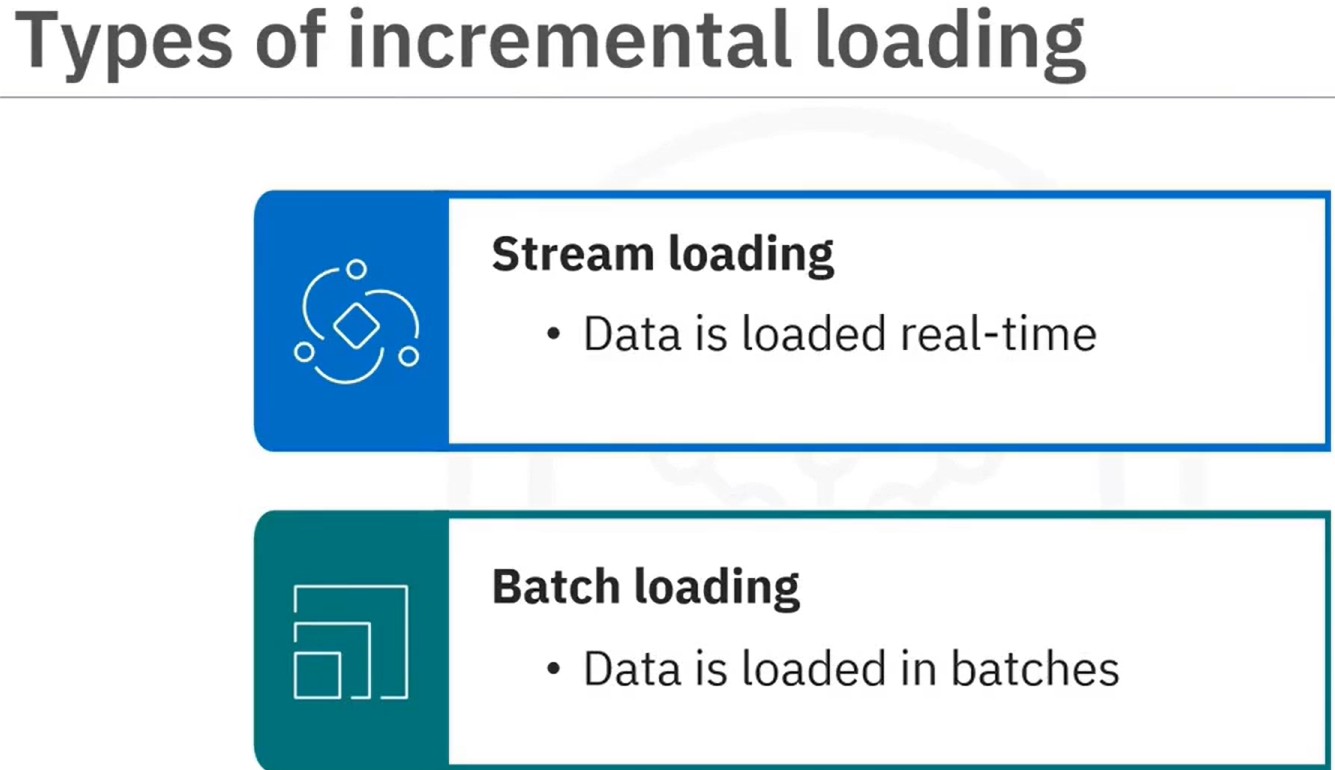 Types of incremental loading
Stream loading
• Data is loaded real-time
Batch loading
• Data is loaded in batches